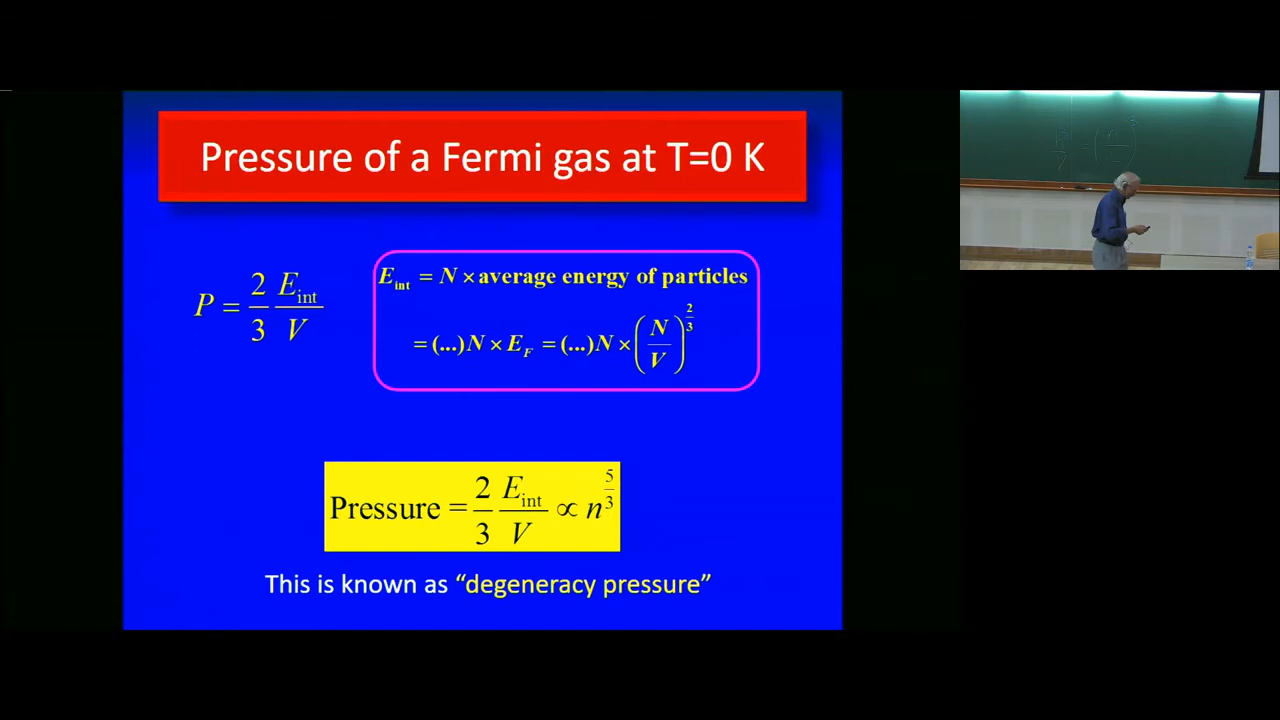 Pressure of a Fermi gas at T=0 K
P = 2/3 E_int/V
E_int = N × average energy of particles
= (...)N × E_F = (...)N × (N/V)^(2/3)
Pressure = 2/3 E_int/V ∝ n^(5/3)
This is known as “degeneracy pressure”